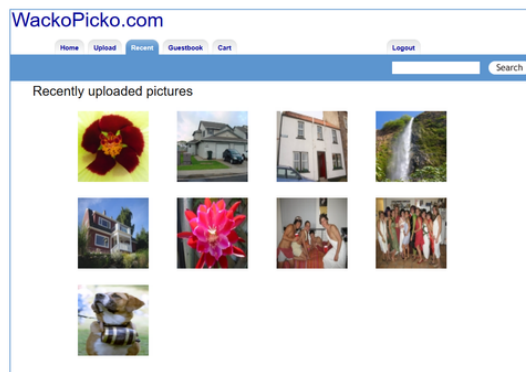 WackoPicko.com
Home Upload Recent Guestbook Cart Logout
Search
Recently uploaded pictures